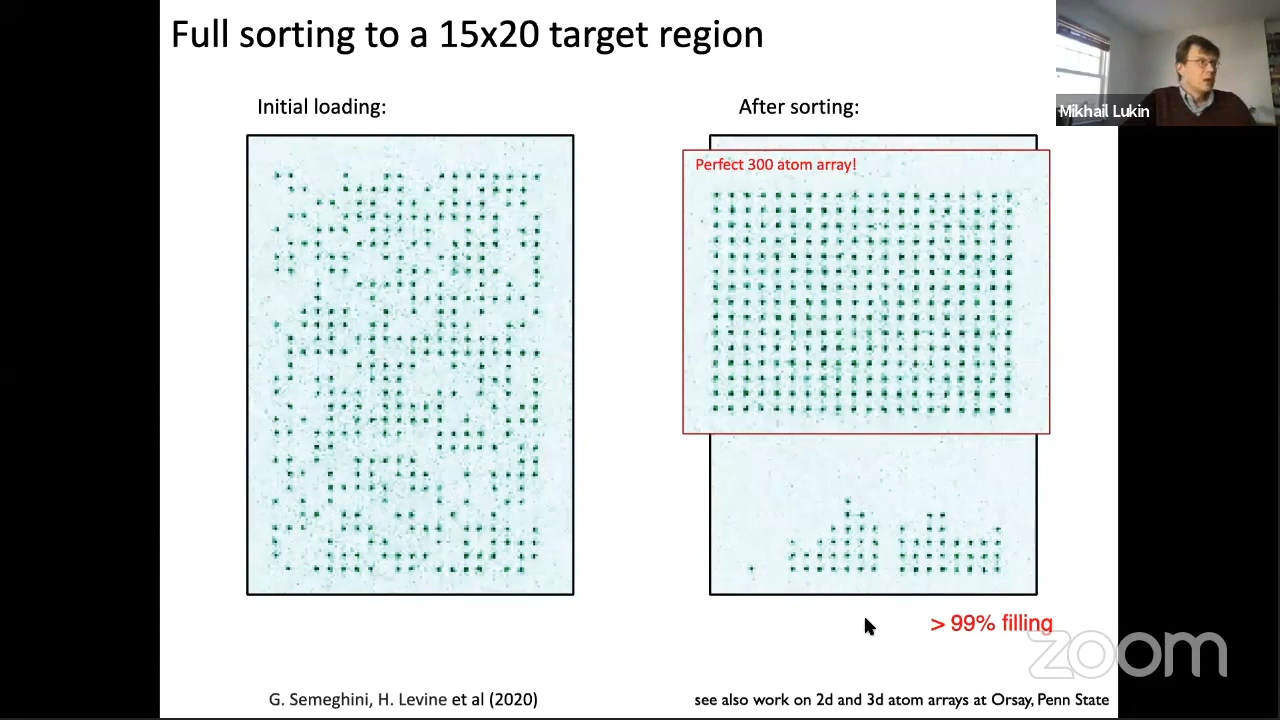 Full sorting to a 15x20 target region
Mikhail Lukin
Initial loading:
After sorting:
Perfect 300 atom array!
> 99% filling
zoom
G. Semeghini, H. Levine et al (2020)
see also work on 2d and 3d atom arrays at Orsay, Penn State